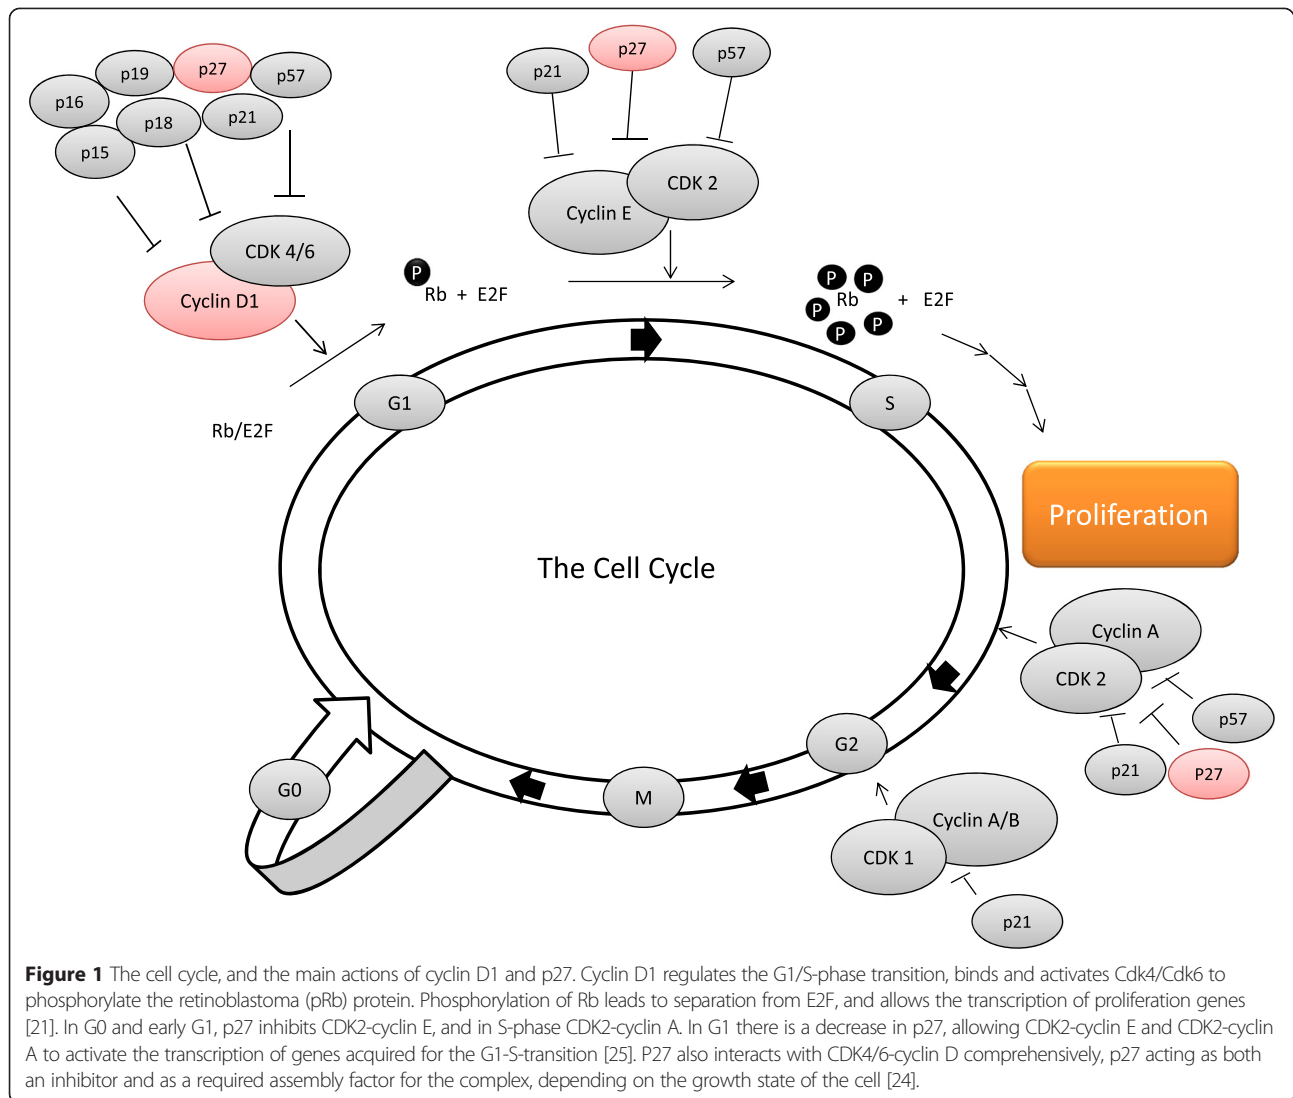 p19
p27
p57
p16
p18
p21
p15
CDK 4/6
Cyclin D1
p21
p27
p57
CDK 2
Cyclin E
P
Rb + E2F
P P
Rb + E2F
P P
P
Rb/E2F
G1
S
Proliferation
The Cell Cycle
Cyclin A
CDK 2
p57
p21
P27
G2
G0
M
Cyclin A/B
CDK 1
p21
Figure 1 The cell cycle, and the main actions of cyclin D1 and p27. Cyclin D1 regulates the G1/S-phase transition, binds and activates Cdk4/Cdk6 to
phosphorylate the retinoblastoma (pRb) protein. Phosphorylation of Rb leads to separation from E2F, and allows the transcription of proliferation genes
[21]. In G0 and early G1, p27 inhibits CDK2-cyclin E, and in S-phase CDK2-cyclin A. In G1 there is a decrease in p27, allowing CDK2-cyclin E and CDK2-cyclin
A to activate the transcription of genes acquired for the G1-S-transition [25]. P27 also interacts with CDK4/6-cyclin D comprehensively, p27 acting as both
an inhibitor and as a required assembly factor for the complex, depending on the growth state of the cell [24].